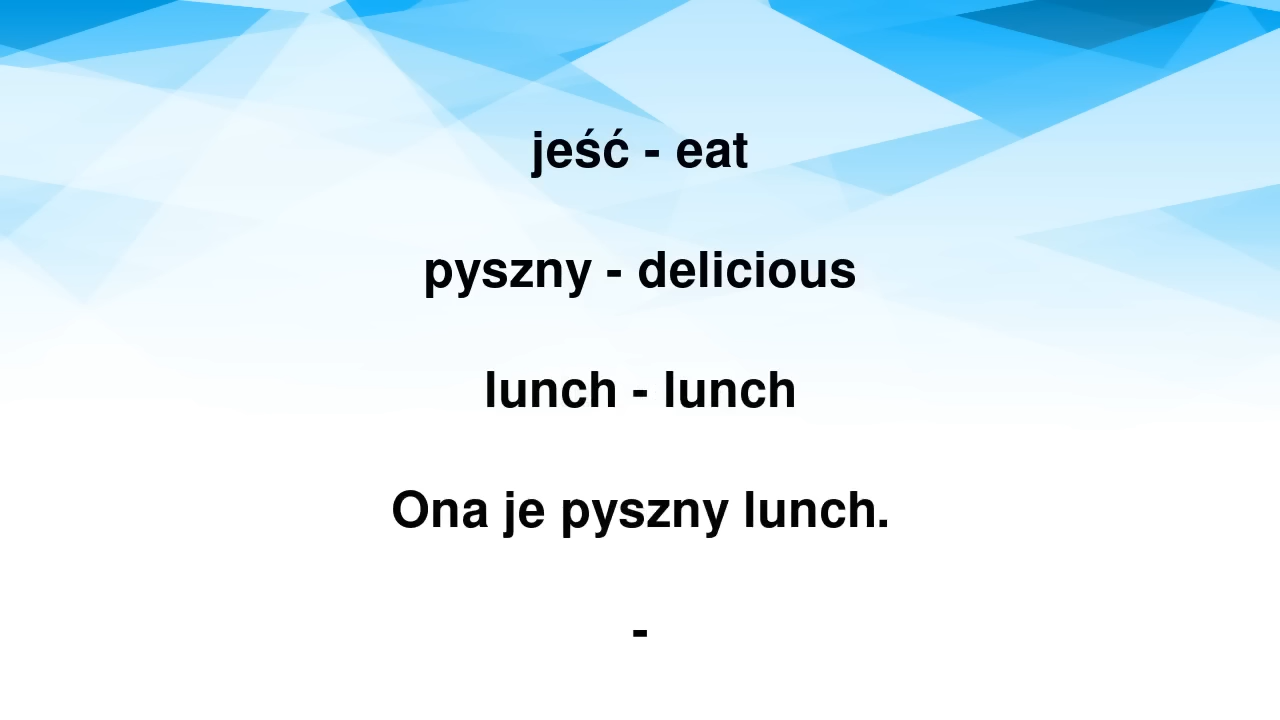 jeść - eat
pyszny - delicious
lunch - lunch
Ona je pyszny lunch.
-